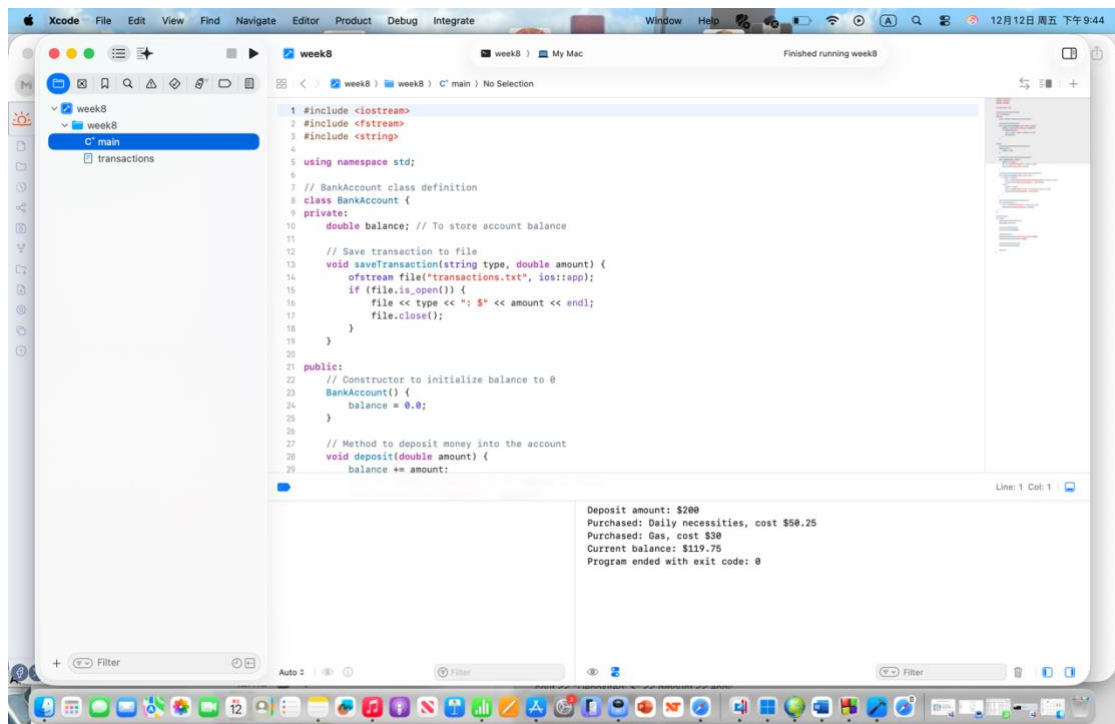 Xcode File Edit View Find Navigate Editor Product Debug Integrate Window Help A 12月12日 周五 下午9:44
week8
week8 〉 My Mac
Finished running week8
week8 〉 week8 〉 C+ main 〉 No Selection
week8
week8
main
transactions
1 #include <iostream>
2 #include <fstream>
3 #include <string>
4
5 using namespace std;
6
7 // BankAccount class definition
8 class BankAccount {
9 private:
10 double balance; // To store account balance
11
12 // Save transaction to file
13 void saveTransaction(string type, double amount) {
14 ofstream file("transactions.txt", ios::app);
15 if (file.is_open()) {
16 file << type << ": $" << amount << endl;
17 file.close();
18 }
19 }
20
21 public:
22 // Constructor to initialize balance to 0
23 BankAccount() {
24 balance = 0.0;
25 }
26
27 // Method to deposit money into the account
28 void deposit(double amount) {
29 balance += amount;
Line: 1 Col: 1
Deposit amount: $200
Purchased: Daily necessities, cost $50.25
Purchased: Gas, cost $30
Current balance: $119.75
Program ended with exit code: 0
Filter
Auto
Filter
Filter